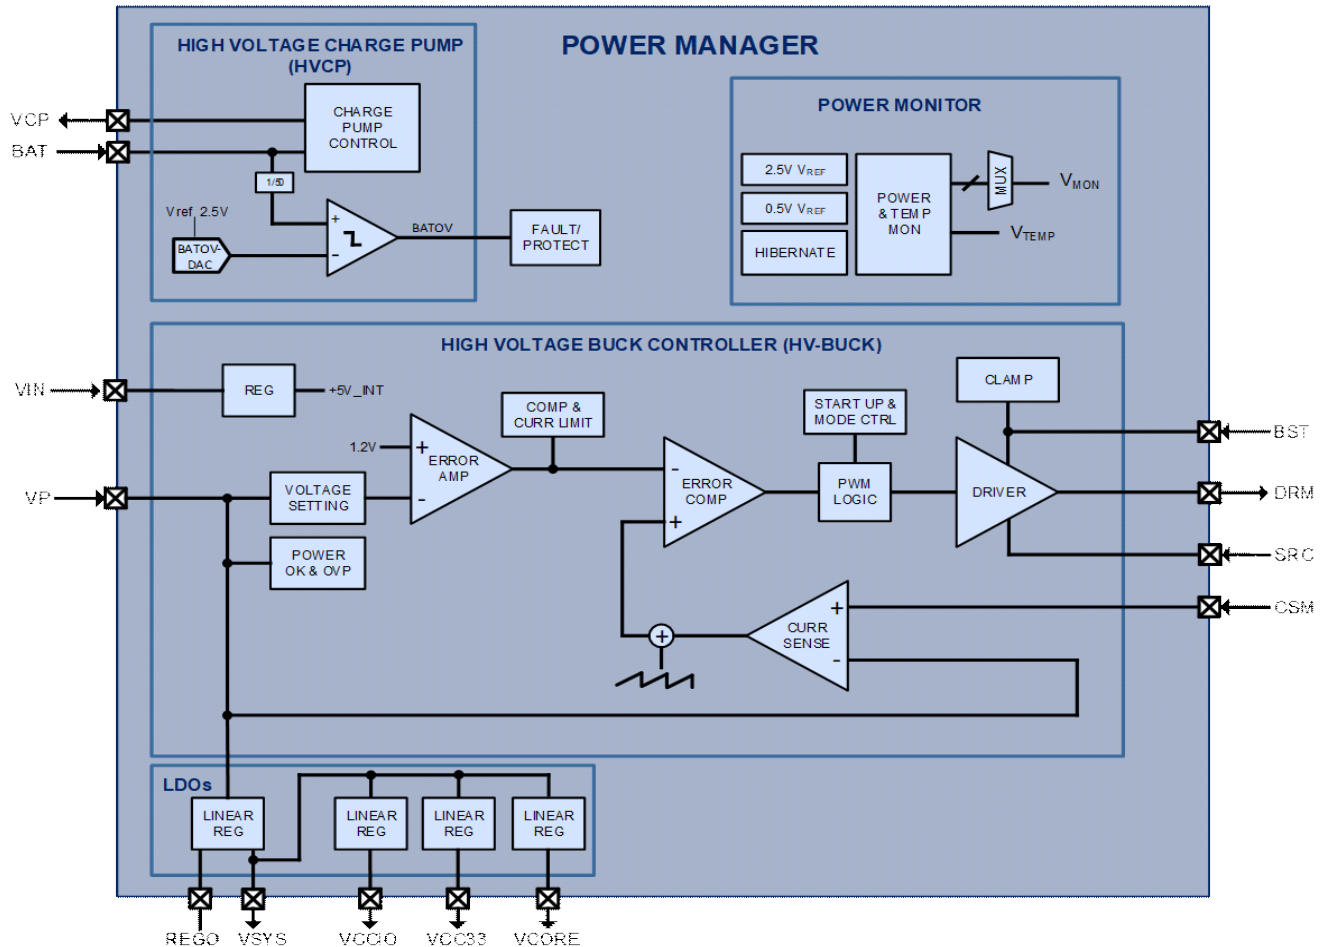 POWER MANAGER
HIGH VOLTAGE CHARGE PUMP
(HVCP)
CHARGE
PUMP
CONTROL
VCP
BAT
1/50
Vref 2.5V
BATOV-
DAC
+
-
BATOV
FAULT/
PROTECT
POWER MONITOR
2.5V VREF
0.5V VREF
HIBERNATE
POWER
& TEMP
MON
MUX
VMON
VTEMP
HIGH VOLTAGE BUCK CONTROLLER (HV-BUCK)
VIN
REG
+5V_INT
1.2V
+
-
ERROR
AMP
COMP &
CURR LIMIT
VP
VOLTAGE
SETTING
POWER
OK & OVP
-
+
ERROR
COMP
START UP &
MODE CTRL
PWM
LOGIC
CLAMP
DRIVER
BST
DRM
SRC
CSM
+
-
CURR
SENSE
+
LDOs
LINEAR
REG
LINEAR
REG
LINEAR
REG
LINEAR
REG
REGO
VSYS
VCCIO
VCC33
VCORE